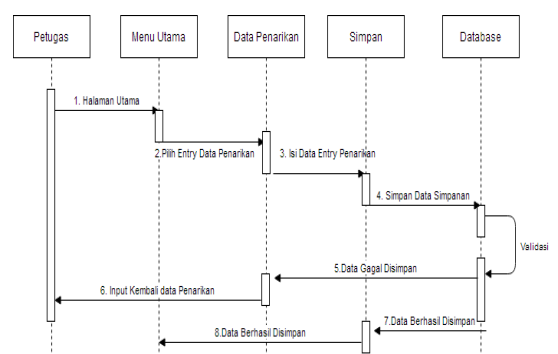 Petugas
Menu Utama
Data Penarikan
Simpan
Database
1. Halaman Utama
2.Pilih Entry Data Penarikan
3. Isi Data Entry Penarikan
4. Simpan Data Simpanan
Validasi
5.Data Gagal Disimpan
6. Input Kembali data Penarikan
7.Data Berhasil Disimpan
8.Data Berhasil Disimpan